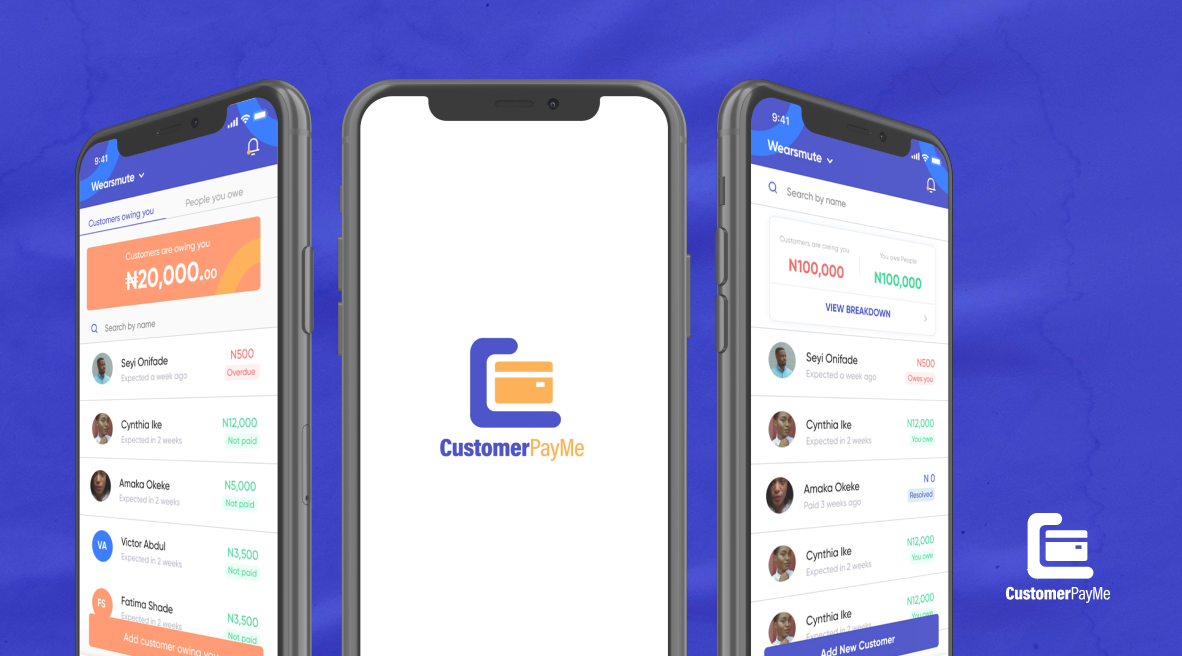 9:41
Wearsmute
Customers owing you
People you owe
Customers are owing you
₦20,000.00
Search by name
Seyi Onifade
Expected a week ago
N500
Overdue
Cynthia Ike
Expected in 2 weeks
N12,000
Not paid
Amaka Okeke
Expected in 2 weeks
N5,000
Not paid
VA
Victor Abdul
Expected in 2 weeks
N3,500
Not paid
FS
Fatima Shade
Expected in 2 weeks
N3,500
Not paid
Add customer owing you
CustomerPayMe
9:41
Wearsmute
Search by name
Customers are owing you
N100,000
You owe People
N100,000
VIEW BREAKDOWN
Seyi Onifade
Expected a week ago
N500
Owes you
Cynthia Ike
Expected in 2 weeks
N12,000
You owe
Amaka Okeke
Paid 3 weeks ago
N 0
Resolved
Cynthia Ike
Expected in 2 weeks
N12,000
You owe
Cynthia Ike
Expected in 2 weeks
N12,000
You owe
Add New Customer
CustomerPayMe